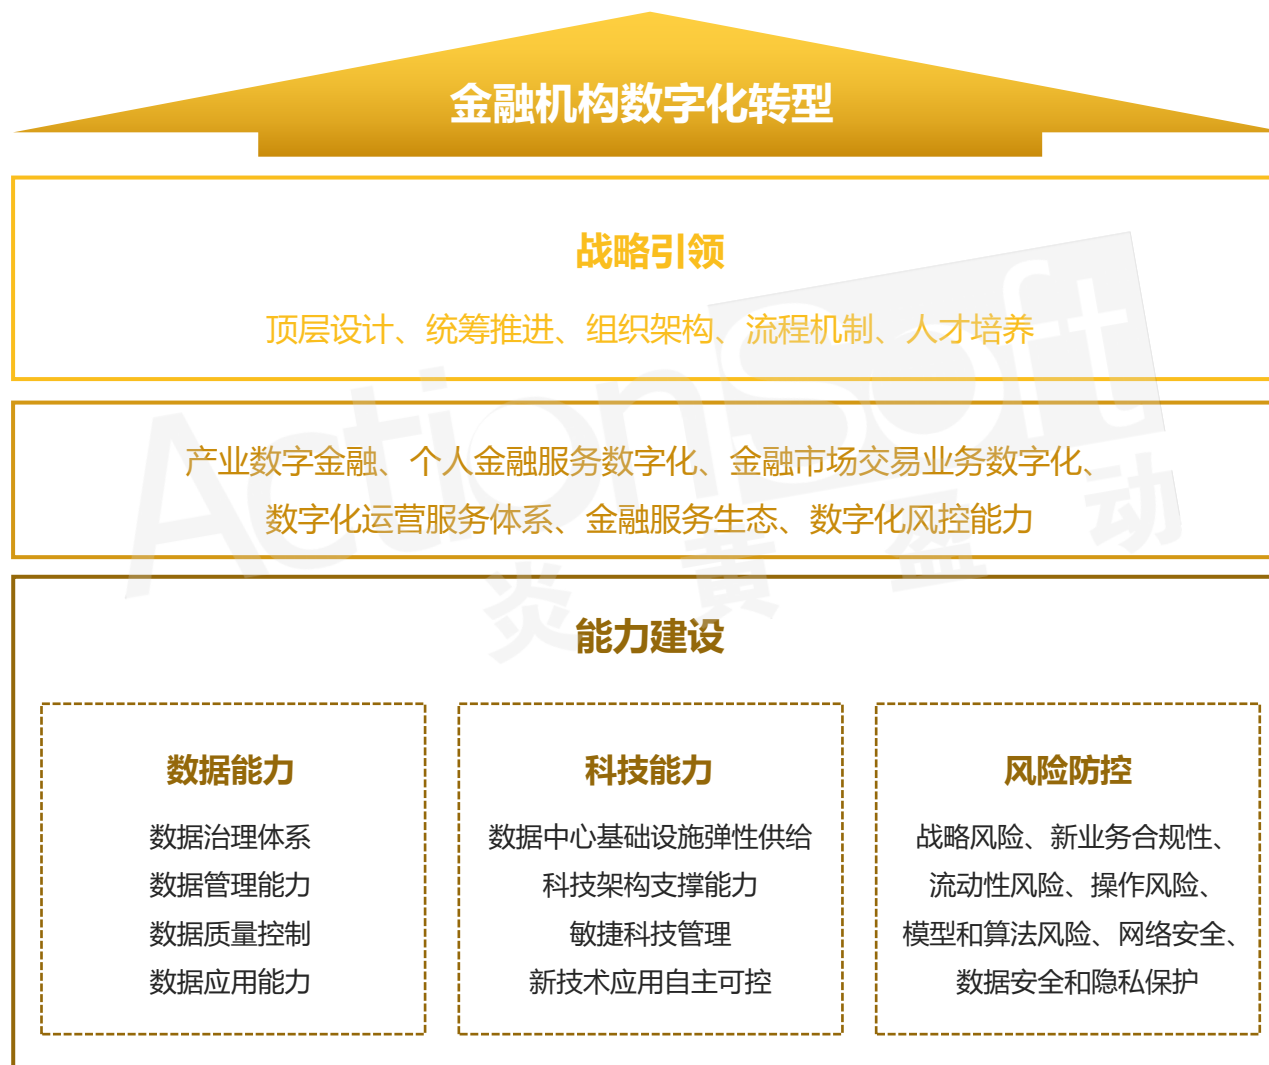 金融机构数字化转型
战略引领
顶层设计、统筹推进、组织架构、流程机制、人才培养
产业数字金融、个人金融服务数字化、金融市场交易业务数字化、
数字化运营服务体系、金融服务生态、数字化风控能力
ActionSoft
炎黄盈动
能力建设
数据能力
数据治理体系
数据管理能力
数据质量控制
数据应用能力
科技能力
数据中心基础设施弹性供给
科技架构支撑能力
敏捷科技管理
新技术应用自主可控
风险防控
战略风险、新业务合规性、
流动性风险、操作风险、
模型和算法风险、网络安全、
数据安全和隐私保护